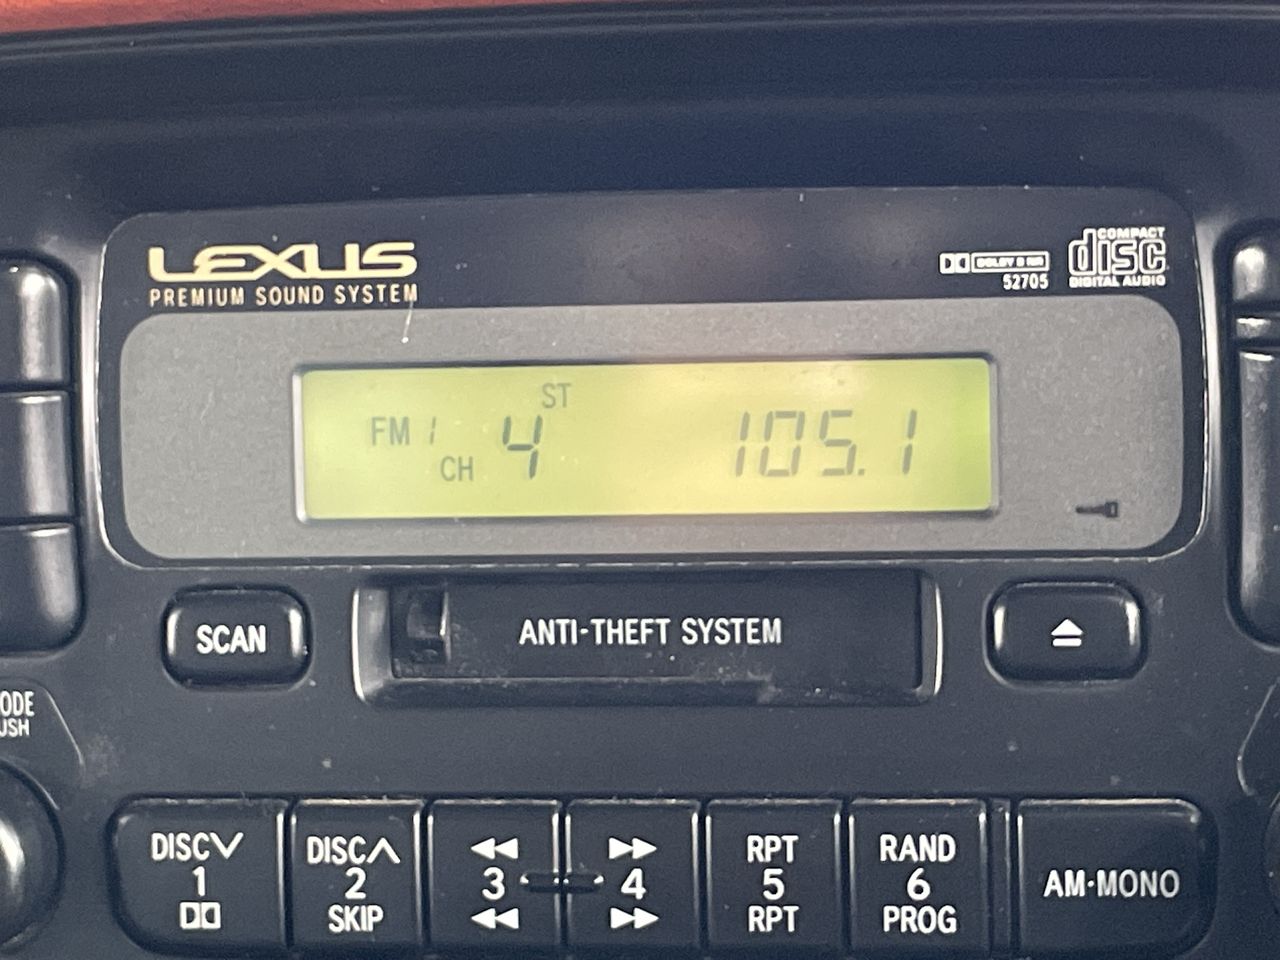 LEXUS
PREMIUM SOUND SYSTEM
DOLBY B NR
52705
COMPACT
disc
DIGITAL AUDIO
ST
FM 1
CH 4
105.1
SCAN
ANTI-THEFT SYSTEM
ODE
USH
DISC
1
DISC
2
SKIP
3
4
RPT
5
RPT
RAND
6
PROG
AM·MONO